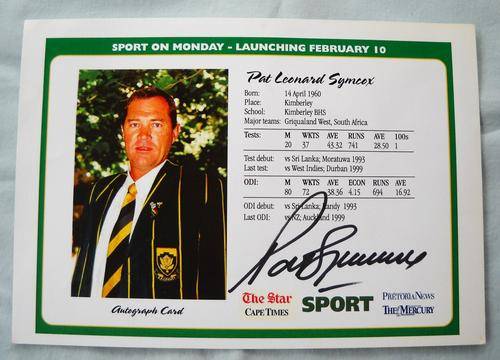 SPORT ON MONDAY – LAUNCHING FEBRUARY 10
Pat Leonard Symcox
Born: 14 April 1960
Place: Kimberley
School: Kimberley BHS
Major teams: Griqualand West, South Africa
Tests: M WKTS AVE RUNS AVE 100s
20 37 43.32 741 28.50 1
Test debut: vs Sri Lanka; Moratuwa 1993
Last test: vs West Indies; Durban 1999
ODI: M WKTS AVE ECON RUNS AVE
80 72 38.36 4.15 694 16.92
ODI debut: vs Sri Lanka; Kandy 1993
Last ODI: vs NZ; Auckland 1999
Pat Symcox
Autograph Card
The Star
CAPE TIMES
SPORT
PRETORIA NEWS
THE MERCURY